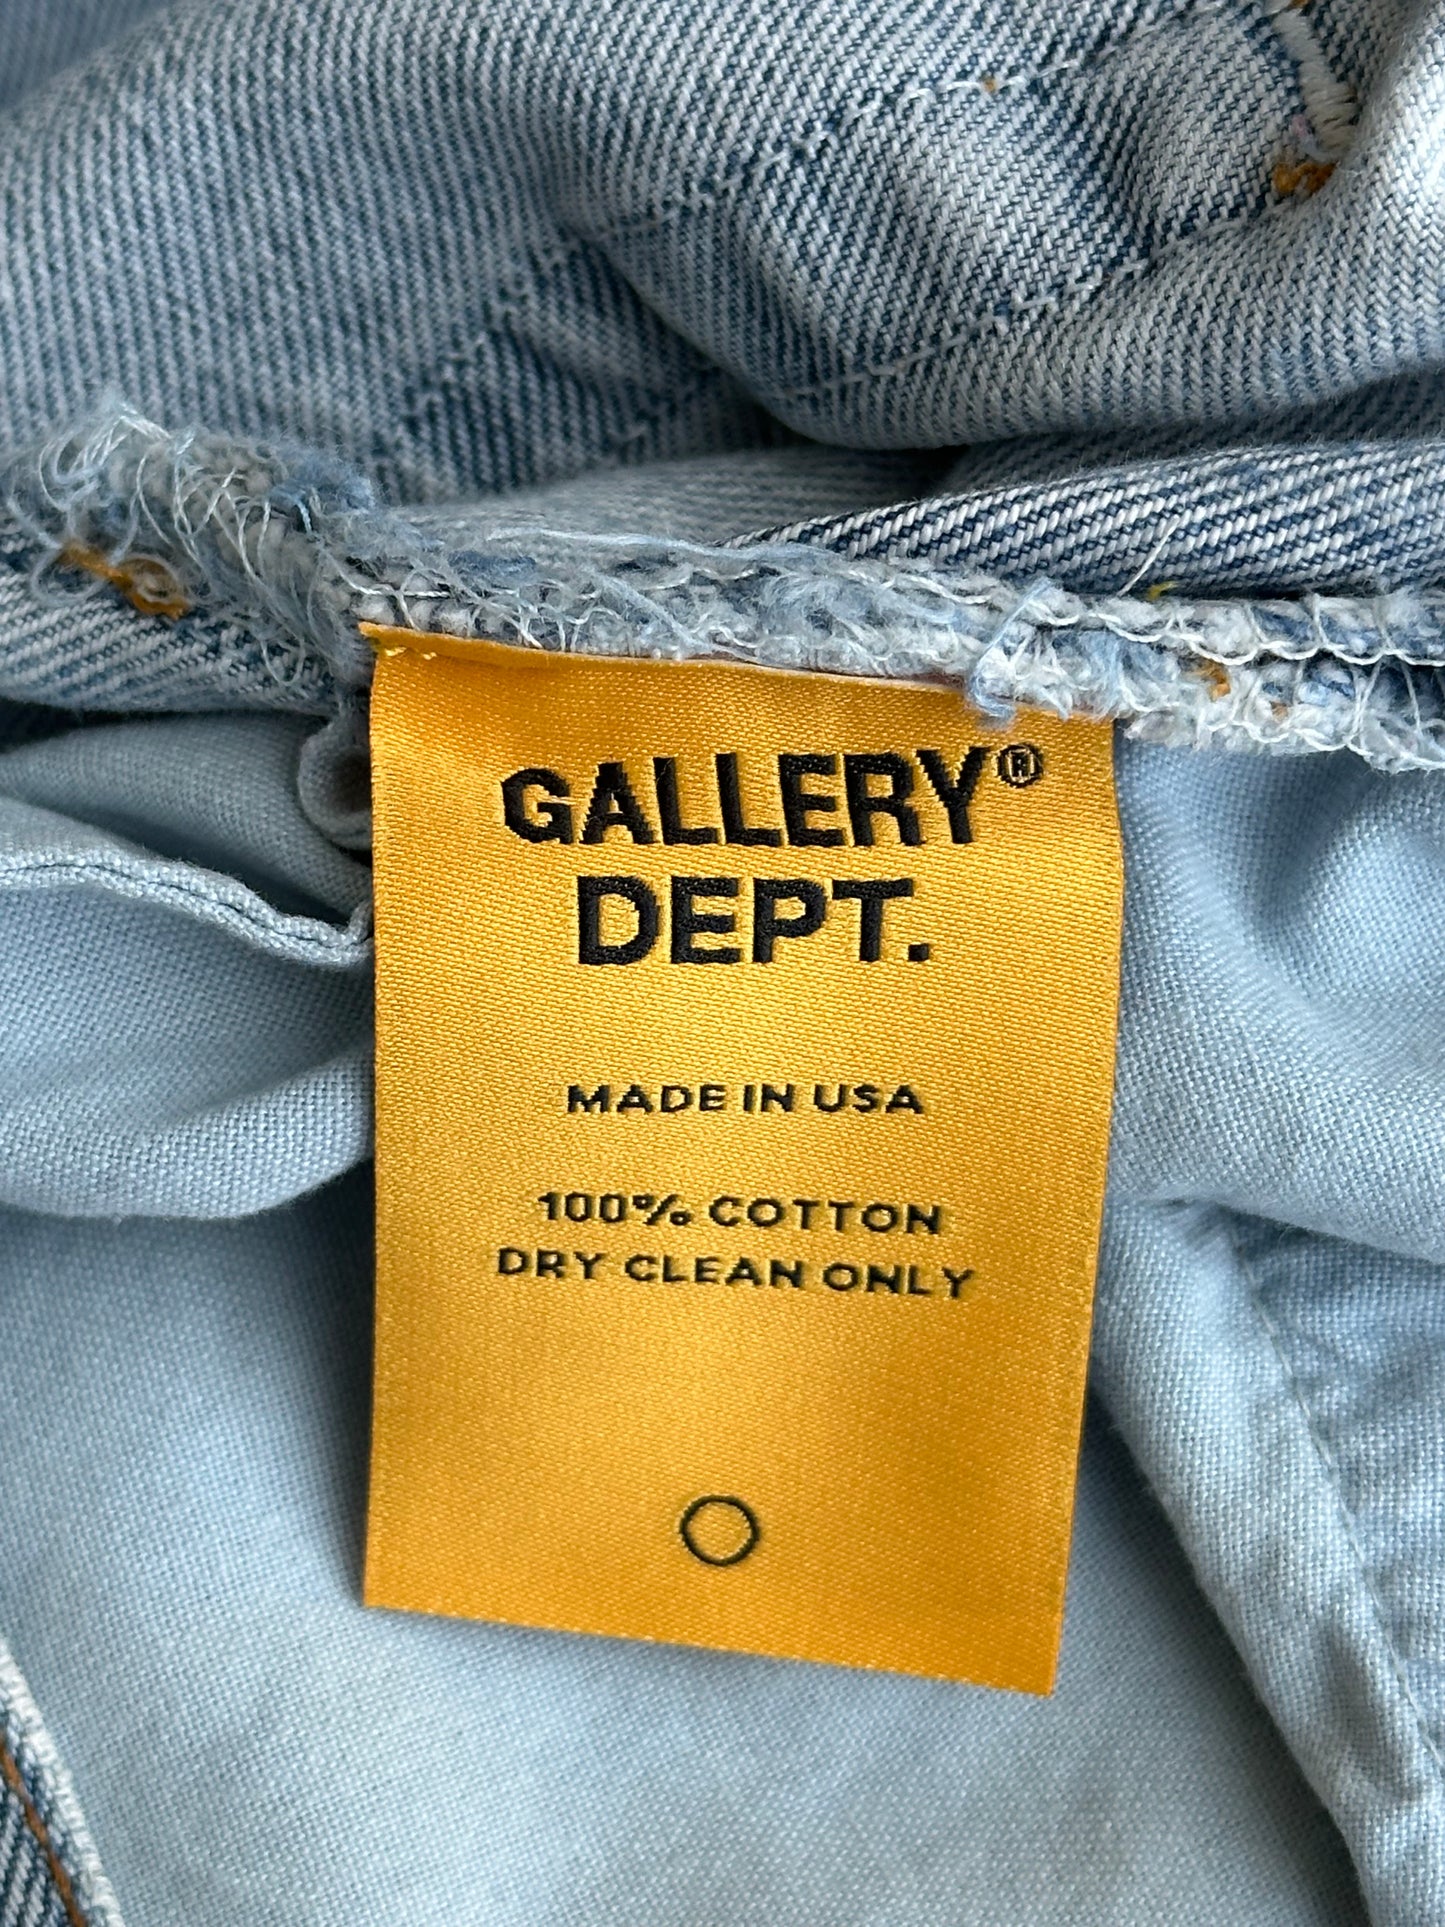 GALLERY®
DEPT.
MADE IN USA
100% COTTON
DRY CLEAN ONLY